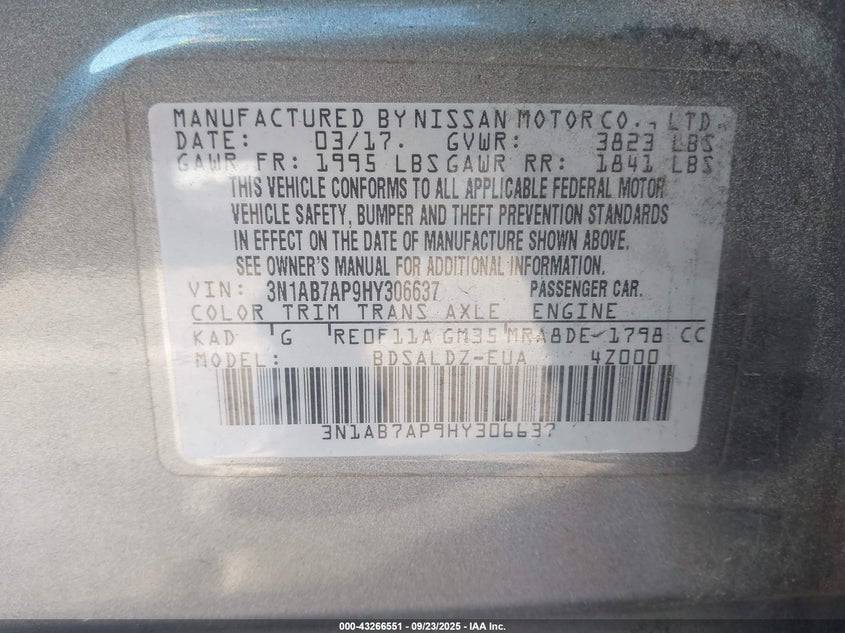 MANUFACTURED BY NISSAN MOTOR CO., LTD.
DATE: 03/17. GVWR: 3823 LBS
GAWR FR: 1995 LBS GAWR RR: 1841 LBS
THIS VEHICLE CONFORMS TO ALL APPLICABLE FEDERAL MOTOR
VEHICLE SAFETY, BUMPER AND THEFT PREVENTION STANDARDS
IN EFFECT ON THE DATE OF MANUFACTURE SHOWN ABOVE.
SEE OWNER'S MANUAL FOR ADDITIONAL INFORMATION.
VIN: 3N1AB7AP9HY306637 PASSENGER CAR.
COLOR TRIM TRANS AXLE ENGINE
KAD G RE0F11A GM35 MRA8DE-1798 CC
MODEL: BDSALDZ-EUA 4Z000
3N1AB7AP9HY306637
000-43266551 | 09/23/2025 | IAA Inc.